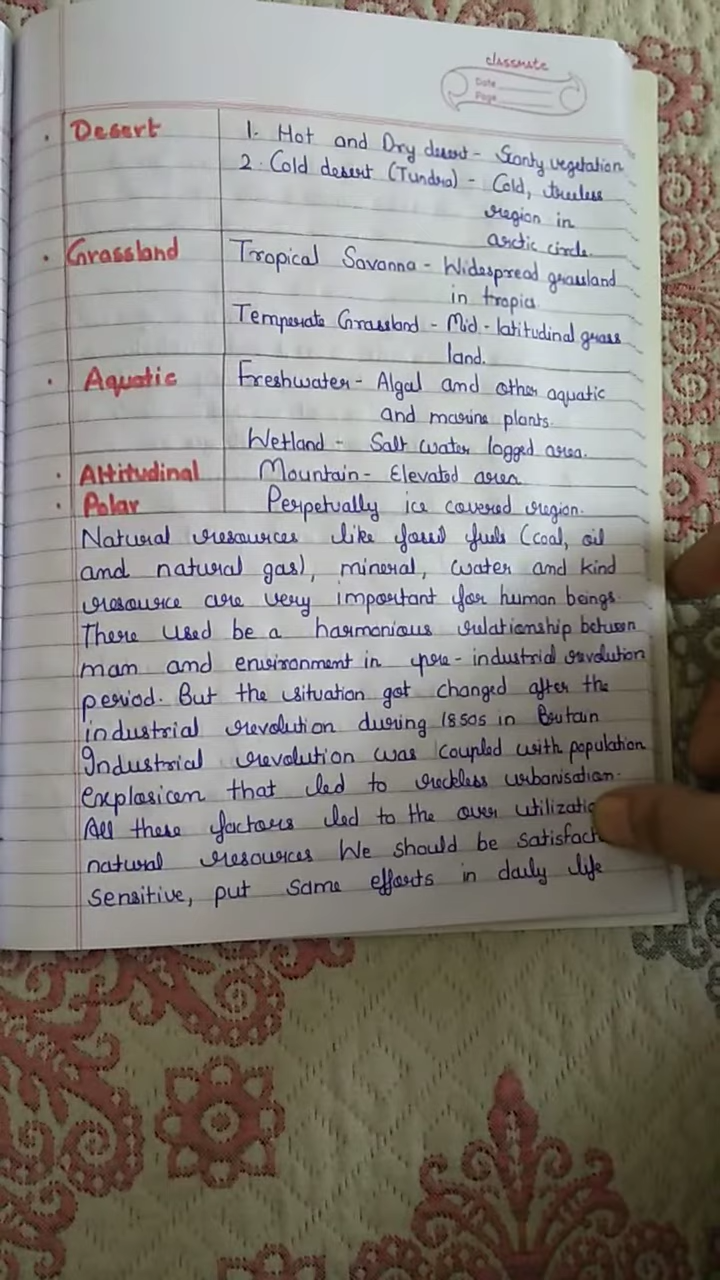 classmate
Date
Page
• Desert 1. Hot and Dry desert - Scanty vegetation
2. Cold desert (Tundra) - Cold, treeless
region in
arctic circle.
• Grassland Tropical Savanna - Widespread grassland
in tropics
Temperate Grassland - Mid - latitudinal grass
land.
• Aquatic Freshwater - Algal and other aquatic
and marine plants.
Wetland - Salt water logged area.
• Altitudinal Mountain - Elevated area
• Polar Perpetually ice covered region.
Natural resources like fossil fuels (coal, oil
and natural gas), mineral, water and kind
resource are very important for human beings.
There used be a harmonious relationship between
man and environment in pre - industrial revolution
period. But the situation got changed after the
industrial revolution during 1850s in Britain
Industrial revolution was coupled with population
explosion that led to reckless urbanisation.
All these factors led to the over
natural resources We should be
sensitive, put some efforts in daily life